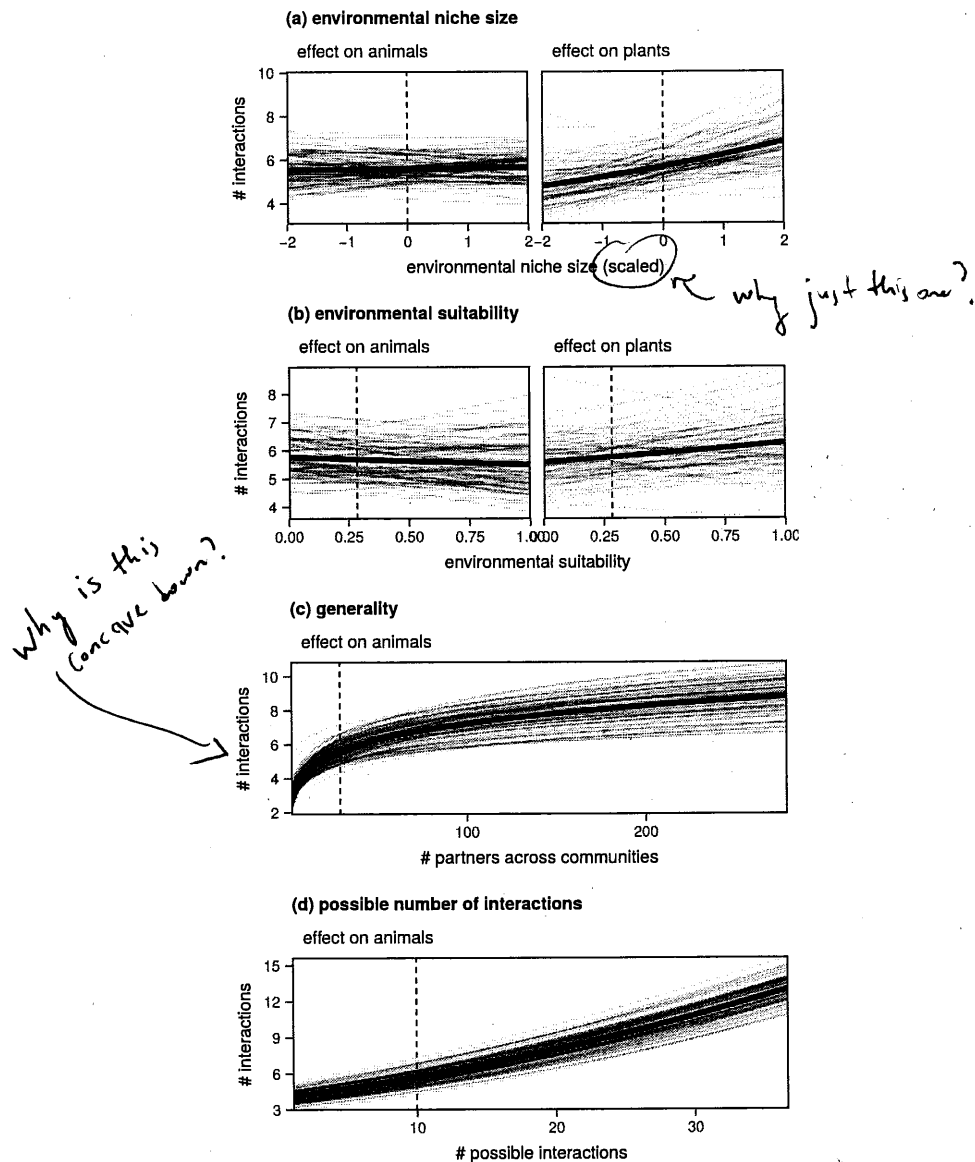 (a) environmental niche size
effect on animals
effect on plants
10
8
6
4
# interactions
−2 −1 0 1 2
−2 −1 0 1 2
environmental niche size (scaled)
why just this one?
(b) environmental suitability
effect on animals
effect on plants
8
7
6
5
4
# interactions
0.00 0.25 0.50 0.75 1.00
0.00 0.25 0.50 0.75 1.00
environmental suitability
why is this
concave down?
(c) generality
effect on animals
10
8
6
4
2
# interactions
100 200
# partners across communities
(d) possible number of interactions
effect on animals
15
12
9
6
3
# interactions
10 20 30
# possible interactions